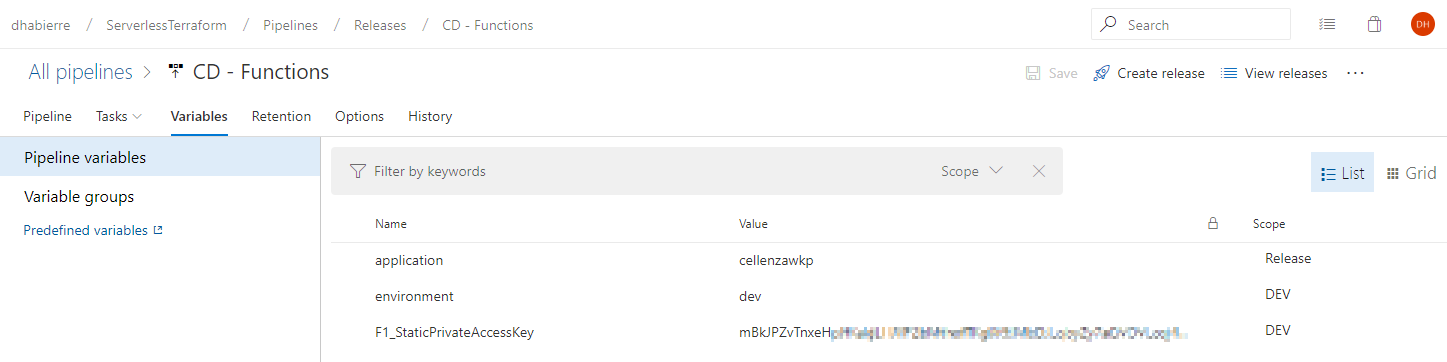 dhabierre / ServerlessTerraform / Pipelines / Releases / CD - Functions Search DH
All pipelines > CD - Functions Save Create release View releases ...
Pipeline Tasks Variables Retention Options History
Pipeline variables
Variable groups
Predefined variables
Filter by keywords Scope List Grid
Name Value Scope
application cellenzawkp Release
environment dev DEV
F1_StaticPrivateAccessKey DEV